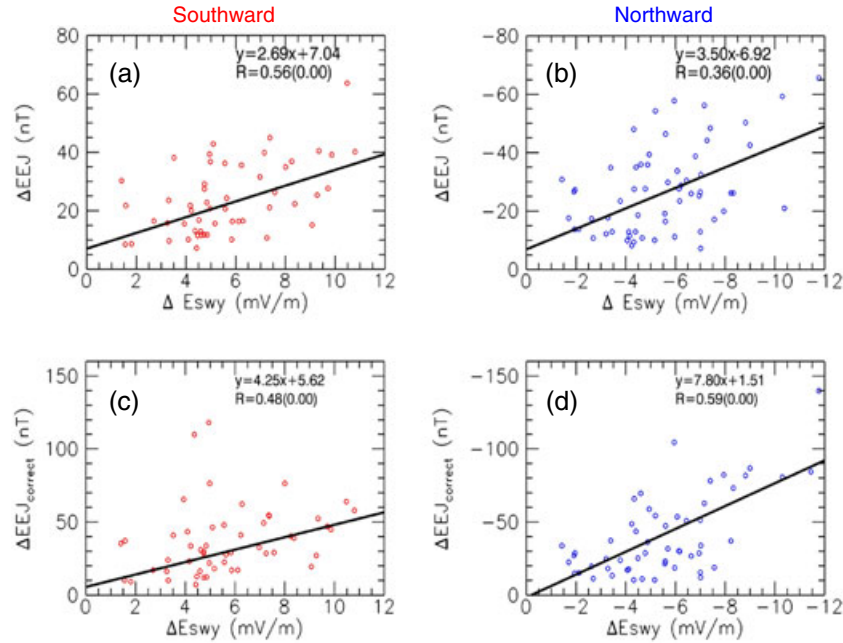 Southward
Northward
80
60
40
20
0
ΔEEJ (nT)
(a)
y=2.69x+7.04
R=0.56(0.00)
0 2 4 6 8 10 12
Δ Eswy (mV/m)
-80
-60
-40
-20
0
ΔEEJ (nT)
(b)
y=3.50x-6.92
R=0.36(0.00)
0 -2 -4 -6 -8 -10 -12
Δ Eswy (mV/m)
150
100
50
0
ΔEEJcorrect (nT)
(c)
y=4.25x+5.62
R=0.48(0.00)
0 2 4 6 8 10 12
ΔEswy (mV/m)
-150
-100
-50
0
ΔEEJcorrect (nT)
(d)
y=7.80x+1.51
R=0.59(0.00)
0 -2 -4 -6 -8 -10 -12
ΔEswy (mV/m)